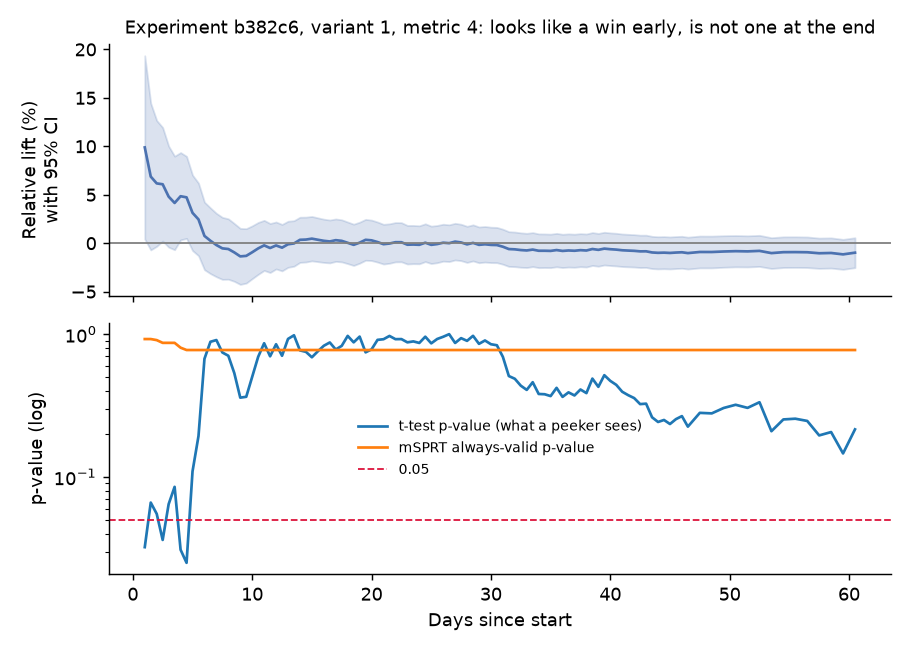 Experiment b382c6, variant 1, metric 4: looks like a win early, is not one at the end
Relative lift (%)
with 95% CI
20
15
10
5
0
−5
p-value (log)
10⁰
10⁻¹
t-test p-value (what a peeker sees)
mSPRT always-valid p-value
0.05
0 10 20 30 40 50 60
Days since start